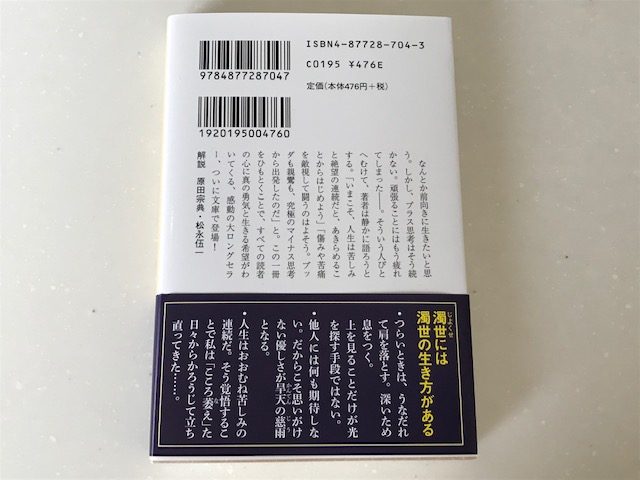 ISBN4-87728-704-3
C0195 ¥476E
定価(本体476円+税)
9784877287047
1920195004760
なんとか前向きに生きたいと思
う。しかし、プラス思考はそう続
かない。頑張ることにはもう疲れ
てしまった――。そういう人びと
へむけて、著者は静かに語ろうと
する。「いまこそ、人生は苦しみ
と絶望の連続だと、あきらめるこ
とからはじめよう」「傷みや苦痛
を敵視して闘うのはよそう。ブッ
ダも親鸞も、究極のマイナス思考
から出発したのだ」と。この一冊
をひもとくことで、すべての読者
の心に真の勇気と生きる希望がわ
いてくる、感動の大ロングセラ
ー、ついに文庫で登場!
解説 原田宗典・松永伍一
濁世には
じょくせ
濁世の生き方がある
・つらいときは、うなだれ
て肩を落とす。深いため
息をつく。
上を見ることだけが光
を探す手段ではない。
・他人には何も期待しな
い。だからこそ思いがけ
ない優しさが旱天の慈雨
かんてん じう
となる。
・人生はおおむね苦しみの
連続だ。そう覚悟するこ
とで私は「こころ萎え」た
な
日々からかろうじて立ち
直ってきた……。